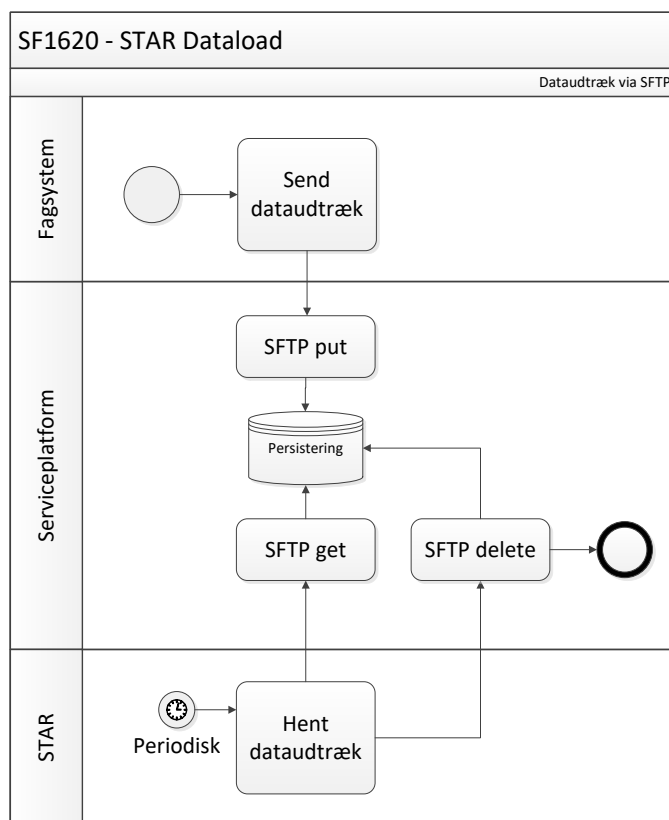 SF1620 - STAR Dataload
Dataudtræk via SFTP
Fagsystem
Send
dataudtræk
Serviceplatform
SFTP put
Persistering
SFTP get
SFTP delete
STAR
Periodisk
Hent
dataudtræk